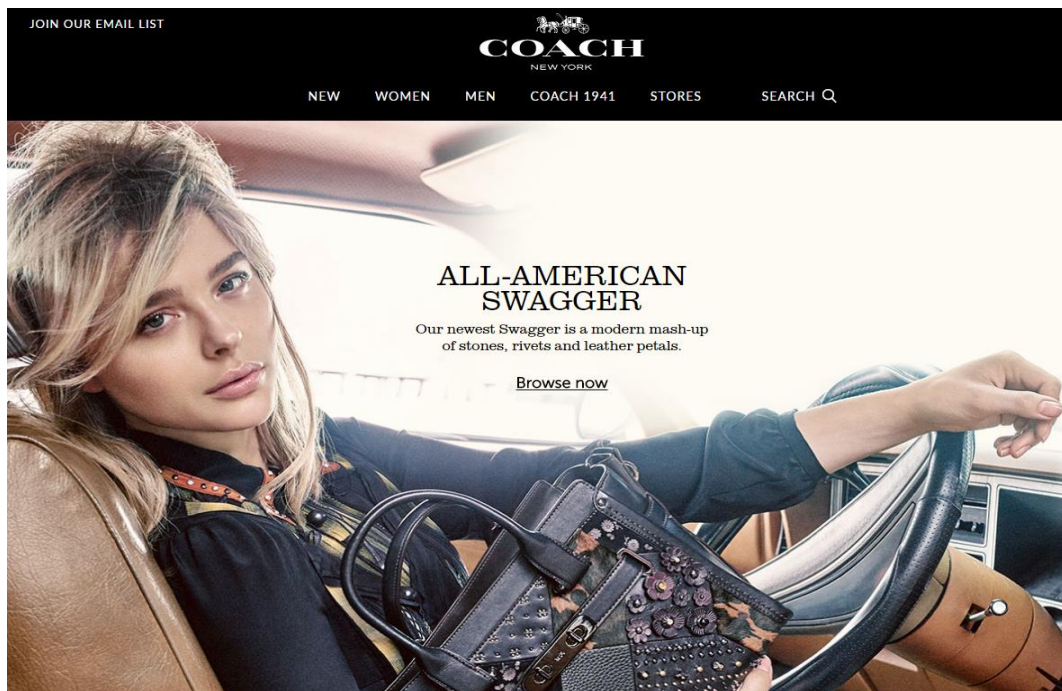 JOIN OUR EMAIL LIST
COACH
NEW YORK
NEW
WOMEN
MEN
COACH 1941
STORES
SEARCH
ALL-AMERICAN
SWAGGER
Our newest Swagger is a modern mash-up
of stones, rivets and leather petals.
Browse now